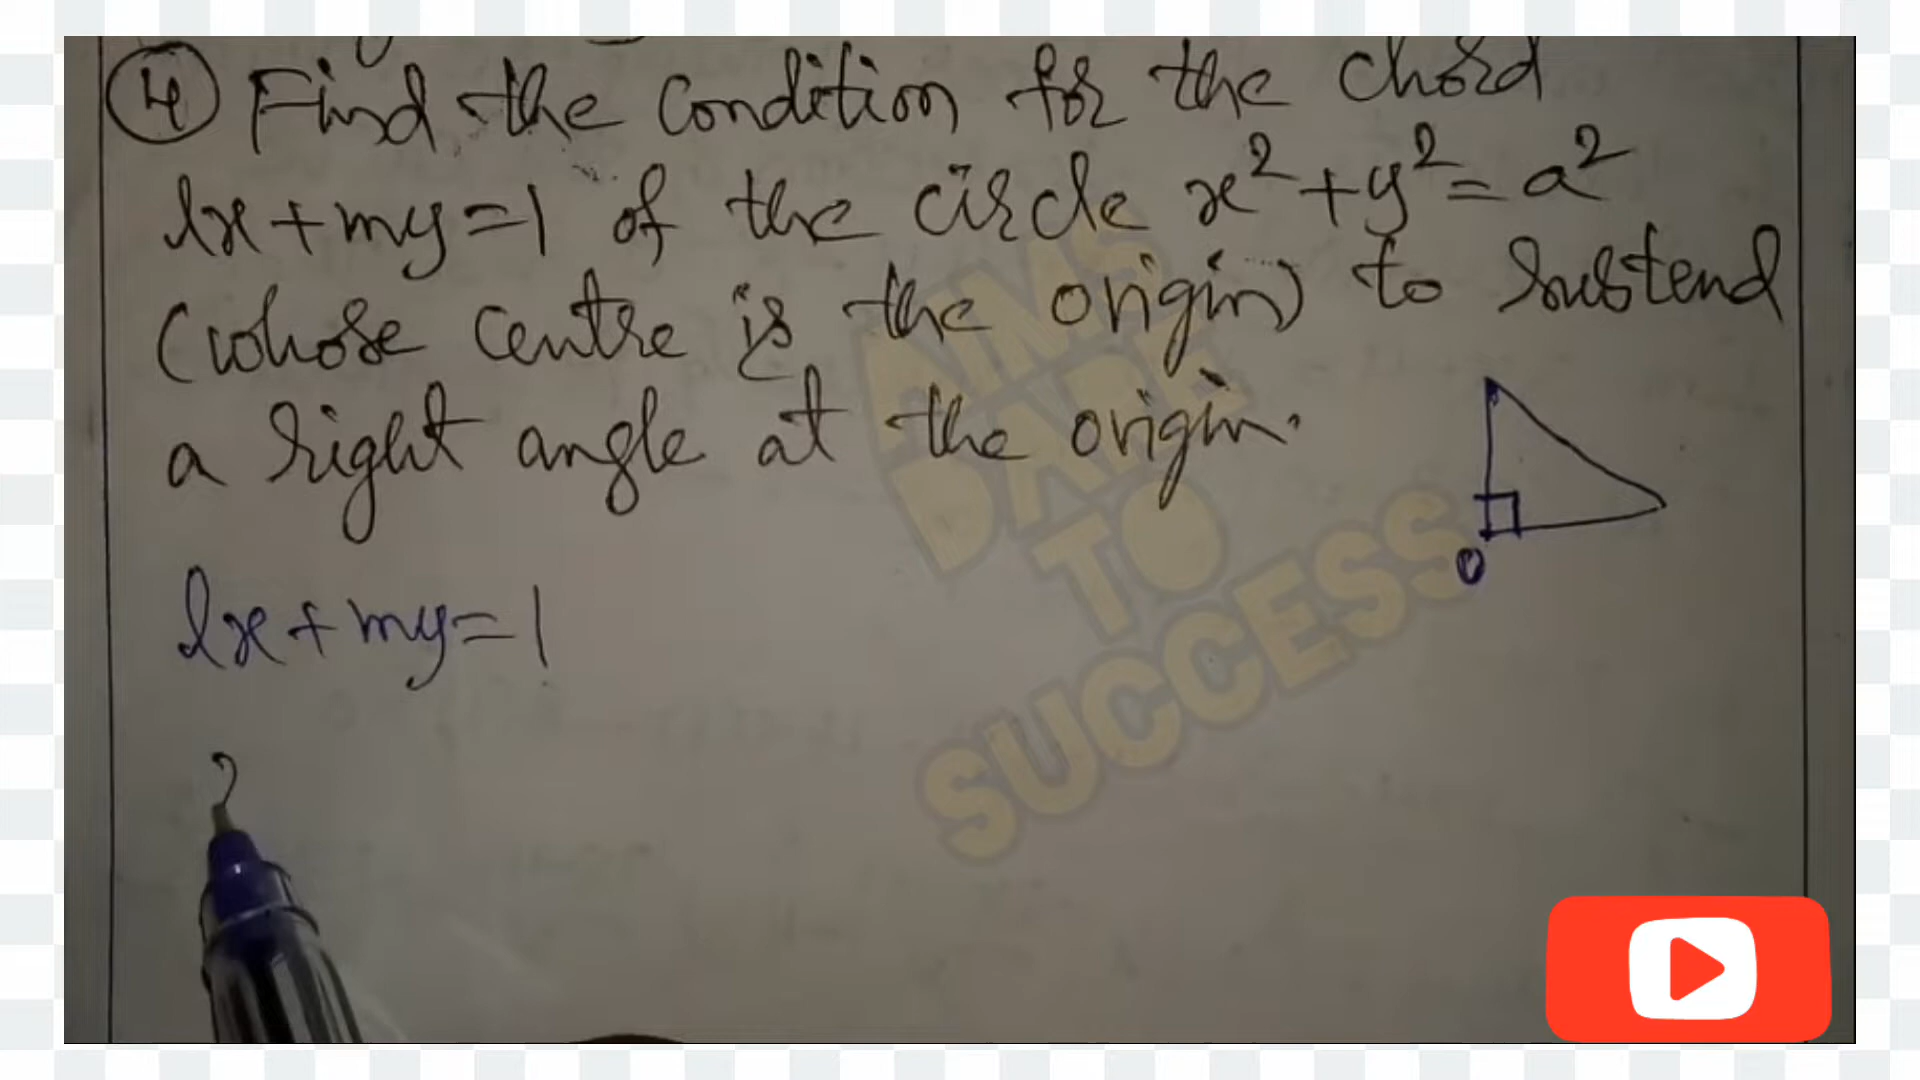 ④ Find the condition for the chord
lx+my=1 of the circle x²+y²=a²
(whose centre is the origin) to subtend
a right angle at the origin.
O
lx+my=1
AIMS
DARE
TO
SUCCESS